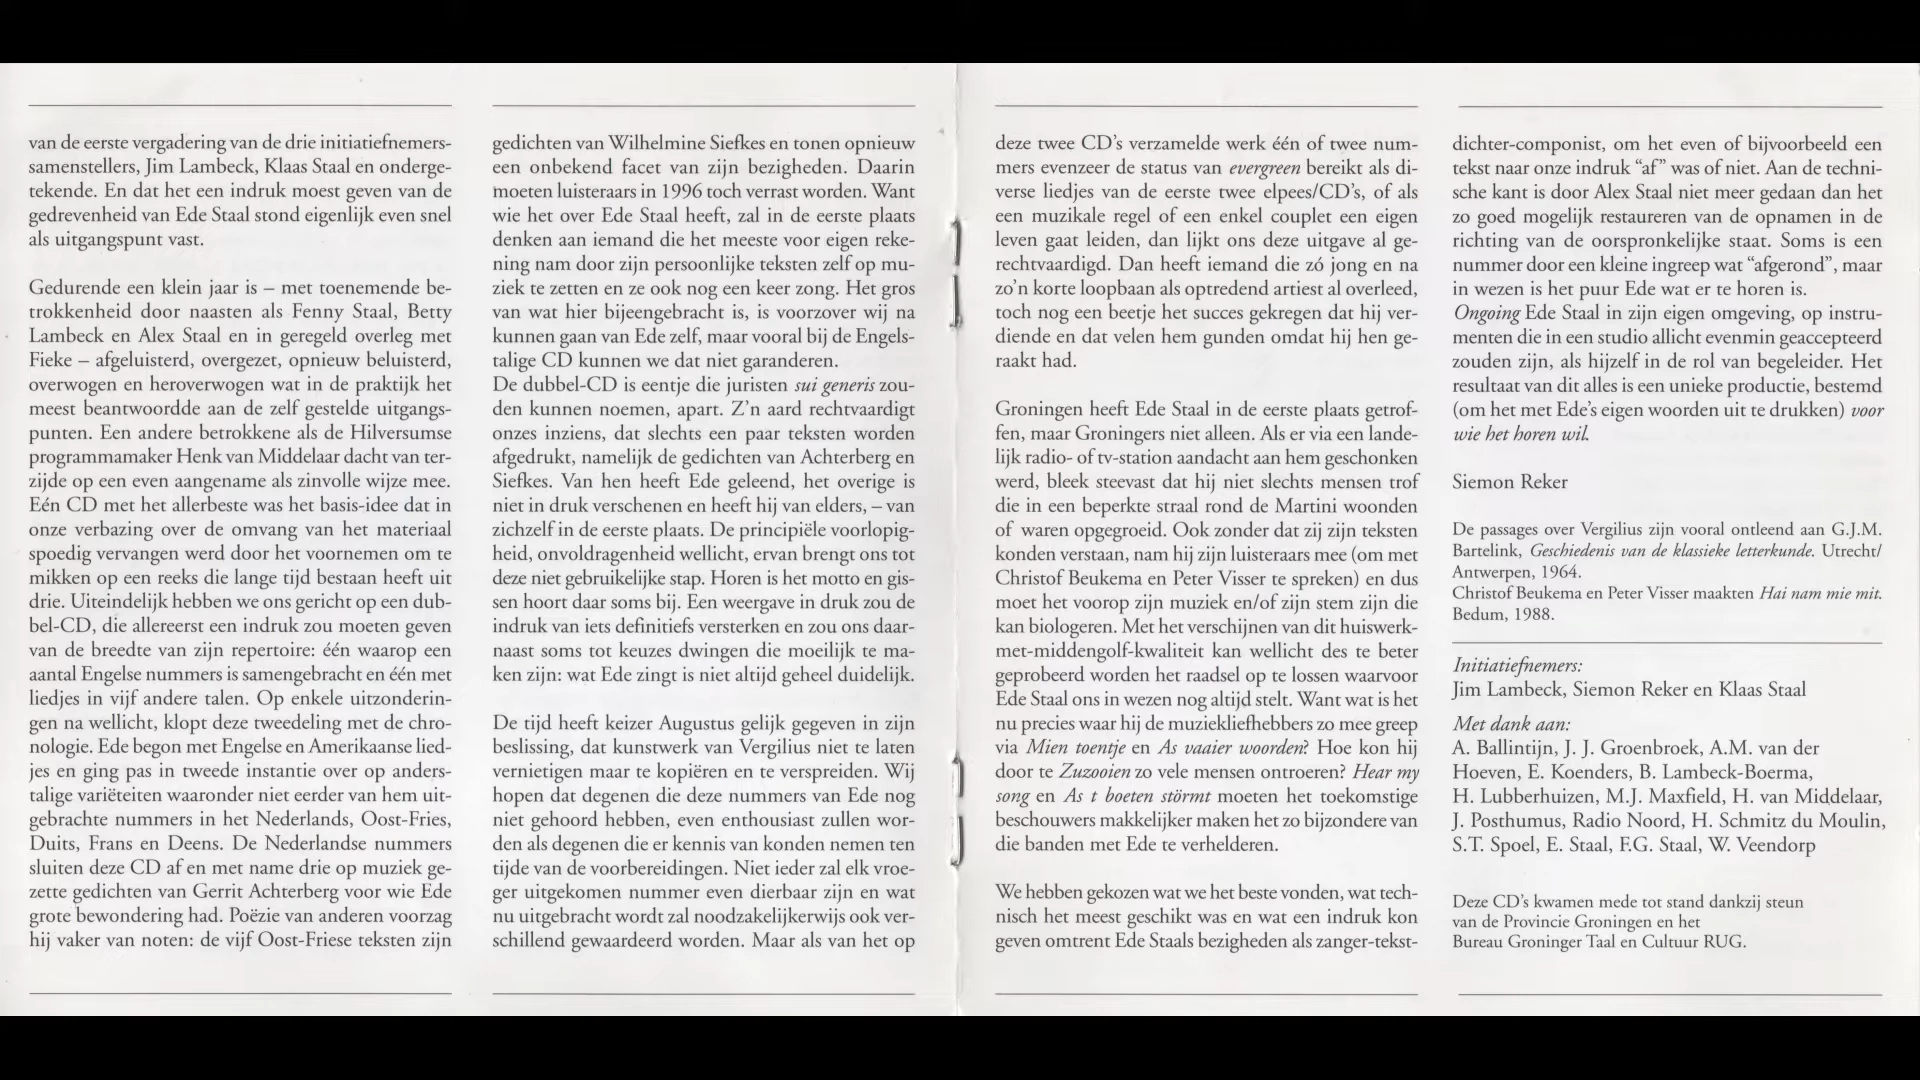 van de eerste vergadering van de drie initiatiefnemers-
samenstellers, Jim Lambeck, Klaas Staal en onderge-
tekende. En dat het een indruk moest geven van de
gedrevenheid van Ede Staal stond eigenlijk even snel
als uitgangspunt vast.
Gedurende een klein jaar is – met toenemende be-
trokkenheid door naasten als Fenny Staal, Betty
Lambeck en Alex Staal en in geregeld overleg met
Fieke – afgeluisterd, overgezet, opnieuw beluisterd,
overwogen en heroverwogen wat in de praktijk het
meest beantwoordde aan de zelf gestelde uitgangs-
punten. Een andere betrokkene als de Hilversumse
programmamaker Henk van Middelaar dacht van ter-
zijde op een even aangename als zinvolle wijze mee.
Eén CD met het allerbeste was het basis-idee dat in
onze verbazing over de omvang van het materiaal
spoedig vervangen werd door het voornemen om te
mikken op een reeks die lange tijd bestaan heeft uit
drie. Uiteindelijk hebben we ons gericht op een dub-
bel-CD, die allereerst een indruk zou moeten geven
van de breedte van zijn repertoire: één waarop een
aantal Engelse nummers is samengebracht en één met
liedjes in vijf andere talen. Op enkele uitzonderin-
gen na wellicht, klopt deze tweedeling met de chro-
nologie. Ede begon met Engelse en Amerikaanse lied-
jes en ging pas in tweede instantie over op anders-
talige variëteiten waaronder niet eerder van hem uit-
gebrachte nummers in het Nederlands, Oost-Fries,
Duits, Frans en Deens. De Nederlandse nummers
sluiten deze CD af en met name drie op muziek ge-
zette gedichten van Gerrit Achterberg voor wie Ede
grote bewondering had. Poëzie van anderen voorzag
hij vaker van noten: de vijf Oost-Friese teksten zijn
gedichten van Wilhelmine Siefkes en tonen opnieuw
een onbekend facet van zijn bezigheden. Daarin
moeten luisteraars in 1996 toch verrast worden. Want
wie het over Ede Staal heeft, zal in de eerste plaats
denken aan iemand die het meeste voor eigen reke-
ning nam door zijn persoonlijke teksten zelf op mu-
ziek te zetten en ze ook nog een keer zong. Het gros
van wat hier bijeengebracht is, is voorzover wij na
kunnen gaan van Ede zelf, maar vooral bij de Engels-
talige CD kunnen we dat niet garanderen.
De dubbel-CD is eentje die juristen sui generis zou-
den kunnen noemen, apart. Z'n aard rechtvaardigt
onzes inziens, dat slechts een paar teksten worden
afgedrukt, namelijk de gedichten van Achterberg en
Siefkes. Van hen heeft Ede geleend, het overige is
niet in druk verschenen en heeft hij van elders, – van
zichzelf in de eerste plaats. De principiële voorlopig-
heid, onvoldragenheid wellicht, ervan brengt ons tot
deze niet gebruikelijke stap. Horen is het motto en gis-
sen hoort daar soms bij. Een weergave in druk zou de
indruk van iets definitiefs versterken en zou ons daar-
naast soms tot keuzes dwingen die moeilijk te ma-
ken zijn: wat Ede zingt is niet altijd geheel duidelijk.
De tijd heeft keizer Augustus gelijk gegeven in zijn
beslissing, dat kunstwerk van Vergilius niet te laten
vernietigen maar te kopiëren en te verspreiden. Wij
hopen dat degenen die deze nummers van Ede nog
niet gehoord hebben, even enthousiast zullen wor-
den als degenen die er kennis van konden nemen ten
tijde van de voorbereidingen. Niet ieder zal elk vroe-
ger uitgekomen nummer even dierbaar zijn en wat
nu uitgebracht wordt zal noodzakelijkerwijs ook ver-
schillend gewaardeerd worden. Maar als van het op
deze twee CD's verzamelde werk één of twee num-
mers evenzeer de status van evergreen bereikt als di-
verse liedjes van de eerste twee elpees/CD's, of als
een muzikale regel of een enkel couplet een eigen
leven gaat leiden, dan lijkt ons deze uitgave al ge-
rechtvaardigd. Dan heeft iemand die zó jong en na
zo'n korte loopbaan als optredend artiest al overleed,
toch nog een beetje het succes gekregen dat hij ver-
diende en dat velen hem gunden omdat hij hen ge-
raakt had.
Groningen heeft Ede Staal in de eerste plaats getrof-
fen, maar Groningers niet alleen. Als er via een lande-
lijk radio- of tv-station aandacht aan hem geschonken
werd, bleek steevast dat hij niet slechts mensen trof
die in een beperkte straal rond de Martini woonden
of waren opgegroeid. Ook zonder dat zij zijn teksten
konden verstaan, nam hij zijn luisteraars mee (om met
Christof Beukema en Peter Visser te spreken) en dus
moet het voorop zijn muziek en/of zijn stem zijn die
kan biologeren. Met het verschijnen van dit huiswerk-
met-middengolf-kwaliteit kan wellicht des te beter
geprobeerd worden het raadsel op te lossen waarvoor
Ede Staal ons in wezen nog altijd stelt. Want wat is het
nu precies waar hij de muziekliefhebbers zo mee greep
via Mien toentje en As vaaier woorden? Hoe kon hij
door te Zuzooien zo vele mensen ontroeren? Hear my
song en As t boeten störmt moeten het toekomstige
beschouwers makkelijker maken het zo bijzondere van
die banden met Ede te verhelderen.
We hebben gekozen wat we het beste vonden, wat tech-
nisch het meest geschikt was en wat een indruk kon
geven omtrent Ede Staals bezigheden als zanger-tekst-
dichter-componist, om het even of bijvoorbeeld een
tekst naar onze indruk “af” was of niet. Aan de techni-
sche kant is door Alex Staal niet meer gedaan dan het
zo goed mogelijk restaureren van de opnamen in de
richting van de oorspronkelijke staat. Soms is een
nummer door een kleine ingreep wat “afgerond”, maar
in wezen is het puur Ede wat er te horen is.
Ongoing Ede Staal in zijn eigen omgeving, op instru-
menten die in een studio allicht evenmin geaccepteerd
zouden zijn, als hijzelf in de rol van begeleider. Het
resultaat van dit alles is een unieke productie, bestemd
(om het met Ede's eigen woorden uit te drukken) voor
wie het horen wil.
Siemon Reker
De passages over Vergilius zijn vooral ontleend aan G.J.M.
Bartelink, Geschiedenis van de klassieke letterkunde. Utrecht/
Antwerpen, 1964.
Christof Beukema en Peter Visser maakten Hai nam mie mit.
Bedum, 1988.
Initiatiefnemers:
Jim Lambeck, Siemon Reker en Klaas Staal
Met dank aan:
A. Ballintijn, J. J. Groenbroek, A.M. van der
Hoeven, E. Koenders, B. Lambeck-Boerma,
H. Lubberhuizen, M.J. Maxfield, H. van Middelaar,
J. Posthumus, Radio Noord, H. Schmitz du Moulin,
S.T. Spoel, E. Staal, F.G. Staal, W. Veendorp
Deze CD's kwamen mede tot stand dankzij steun
van de Provincie Groningen en het
Bureau Groninger Taal en Cultuur RUG.